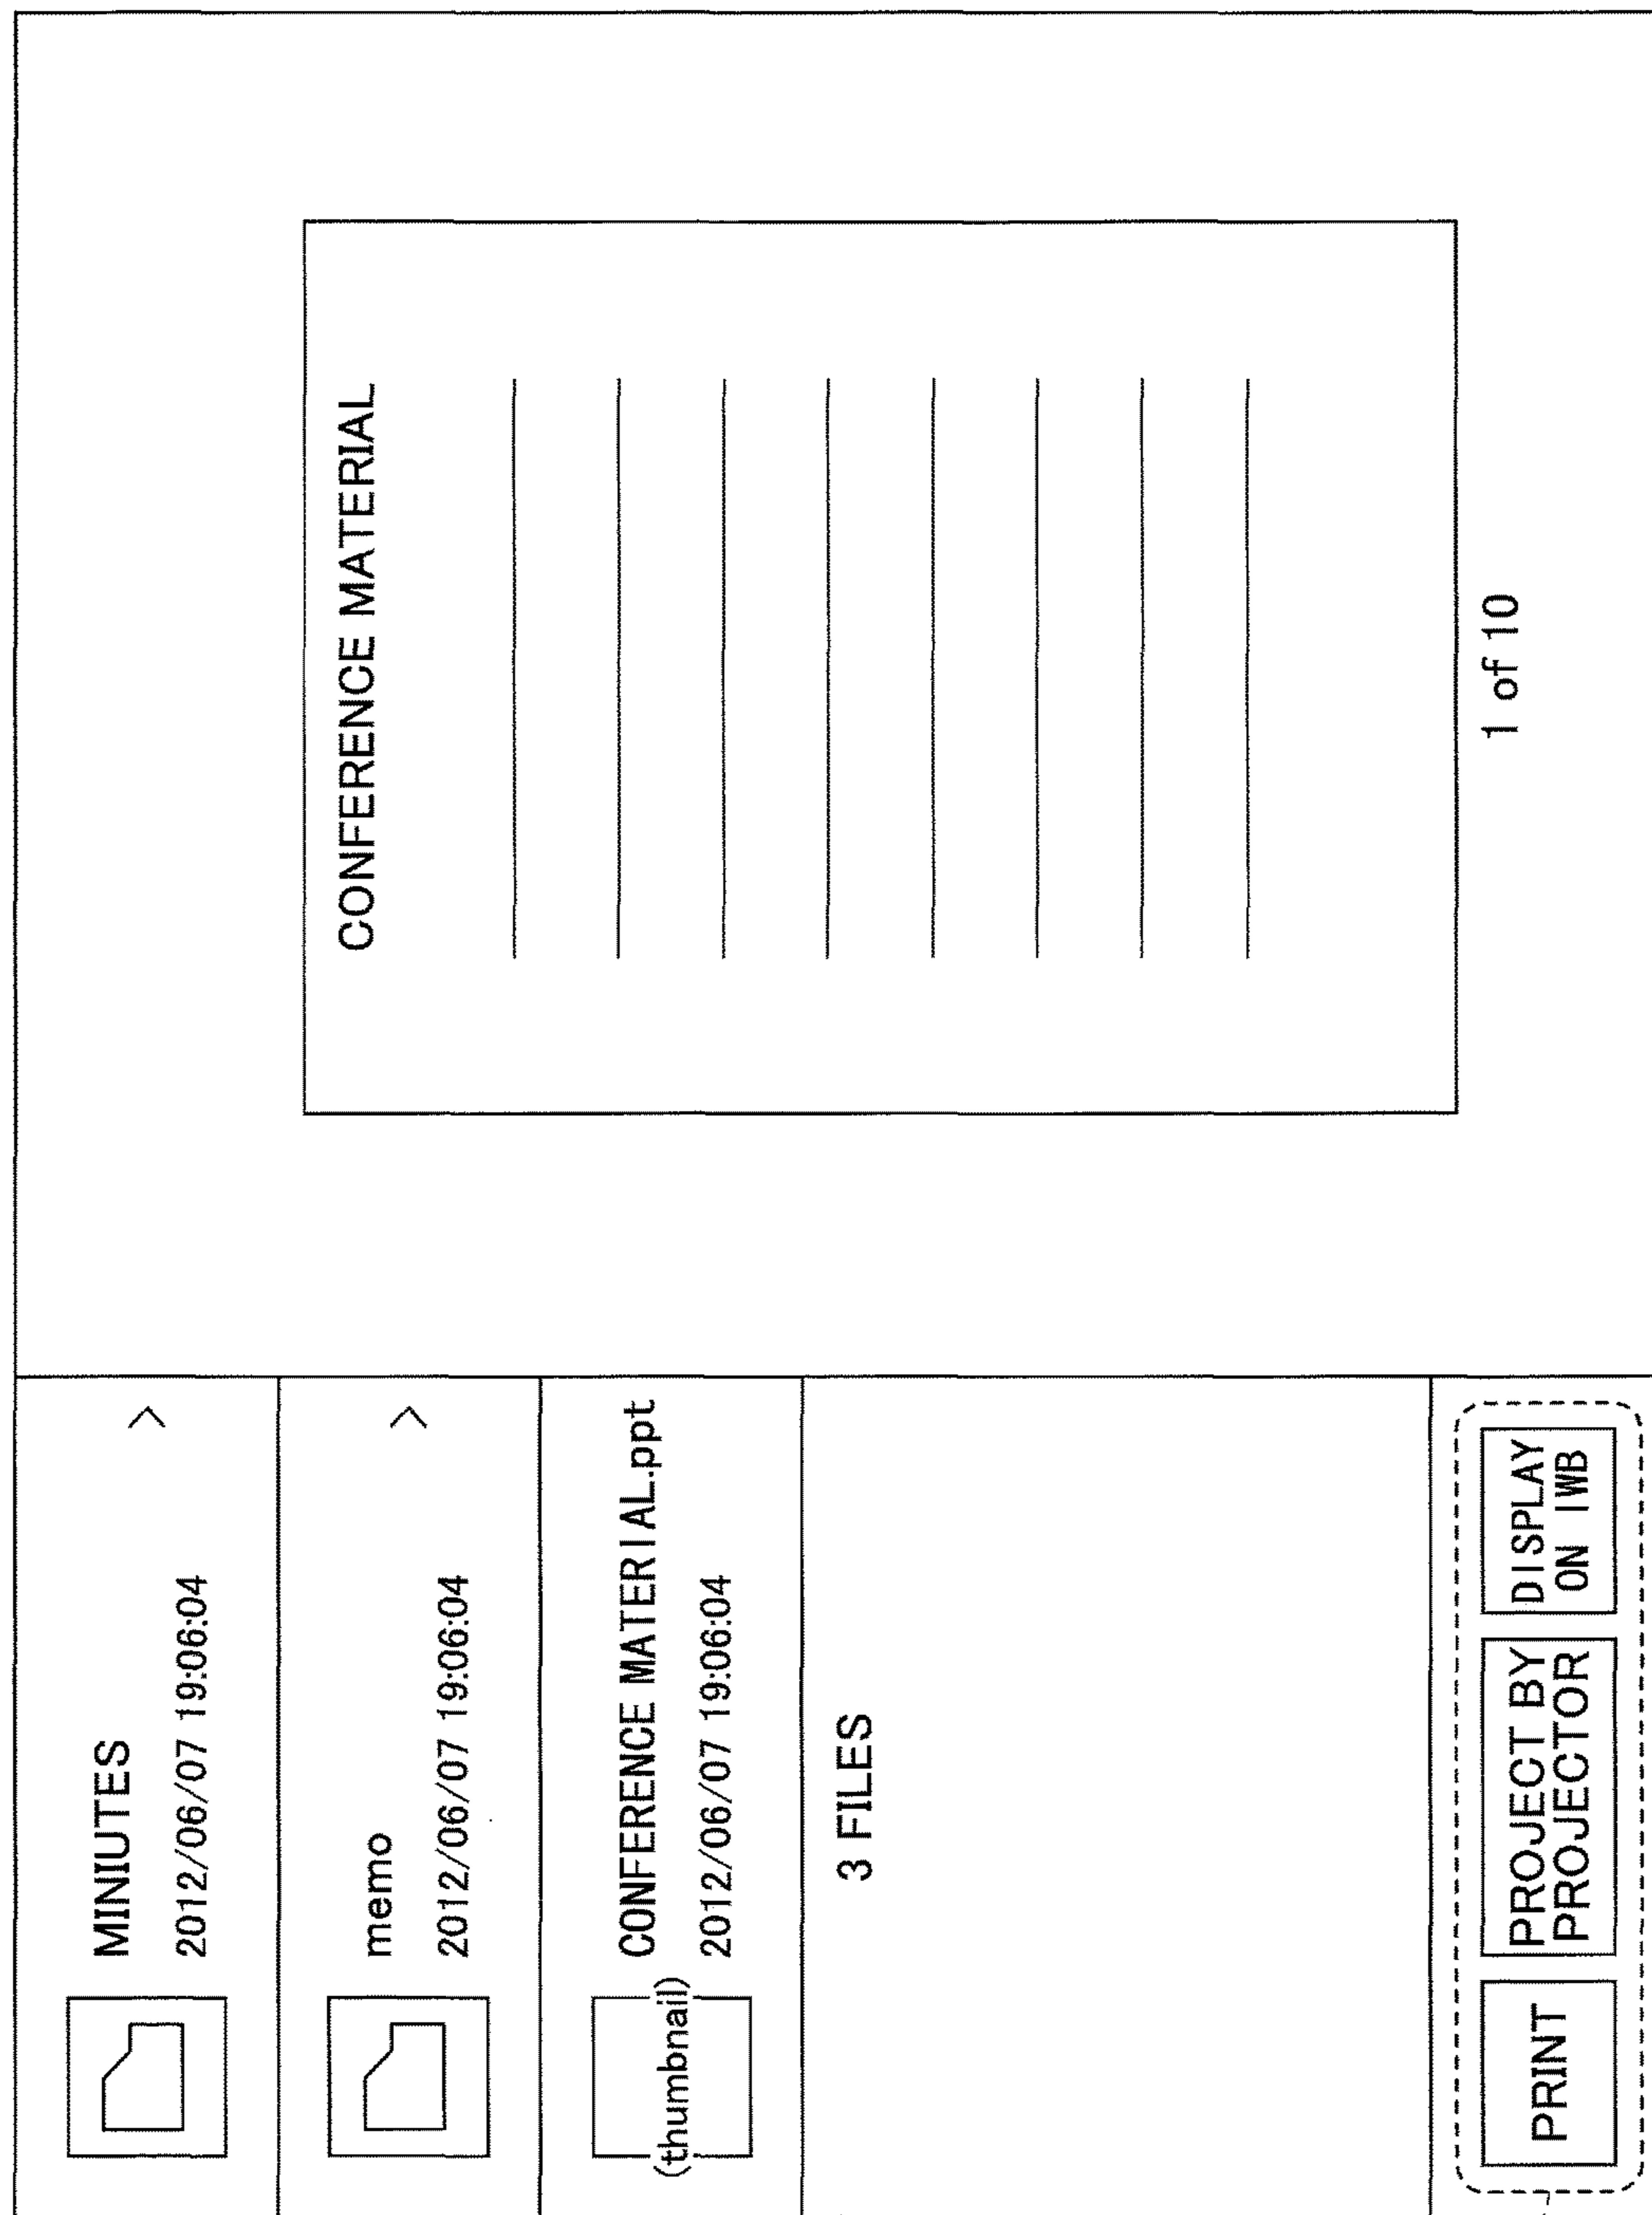 MINIUTES
2012/06/07 19:06:04
>
memo
2012/06/07 19:06:04
>
(thumbnail)
CONFERENCE MATERIAL.ppt
2012/06/07 19:06:04
3 FILES
PRINT
PROJECT BY
PROJECTOR
DISPLAY
ON IWB
CONFERENCE MATERIAL
1 of 10